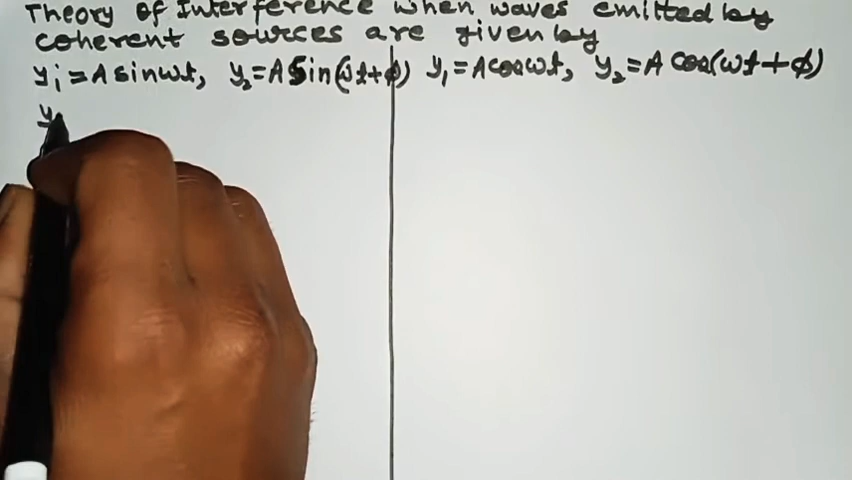 Theory of Interference when waves emitted by
coherent sources are given by
y₁ = A sinωt, y₂ = A Sin(ωt+ϕ)
y
y₁ = A cosωt, y₂ = A cos(ωt+ϕ)